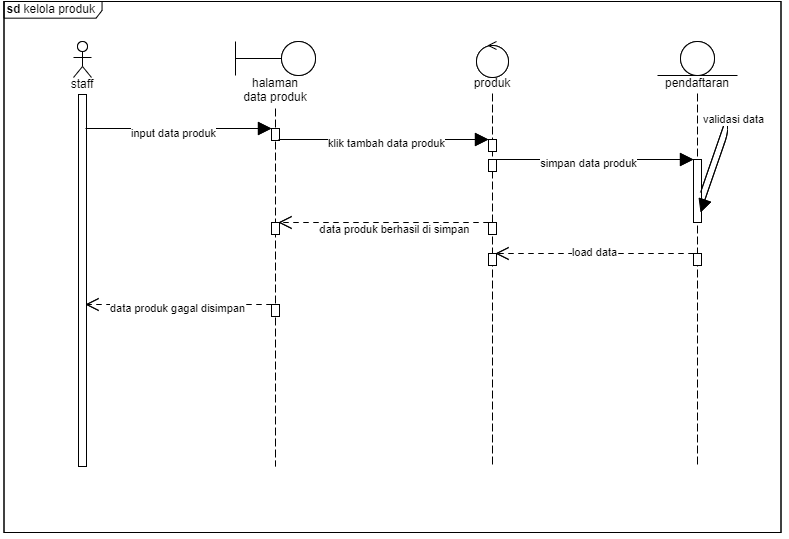 sd kelola produk
staff
halaman
data produk
produk
pendaftaran
validasi data
input data produk
klik tambah data produk
simpan data produk
data produk berhasil di simpan
load data
data produk gagal disimpan